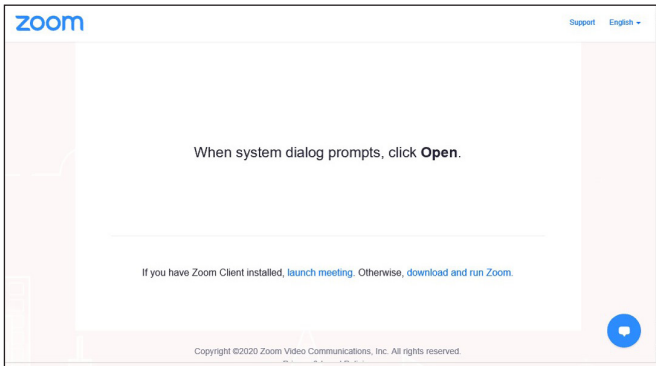 zoom
Support English
When system dialog prompts, click Open.
If you have Zoom Client installed, launch meeting. Otherwise, download and run Zoom.
Copyright ©2020 Zoom Video Communications, Inc. All rights reserved.